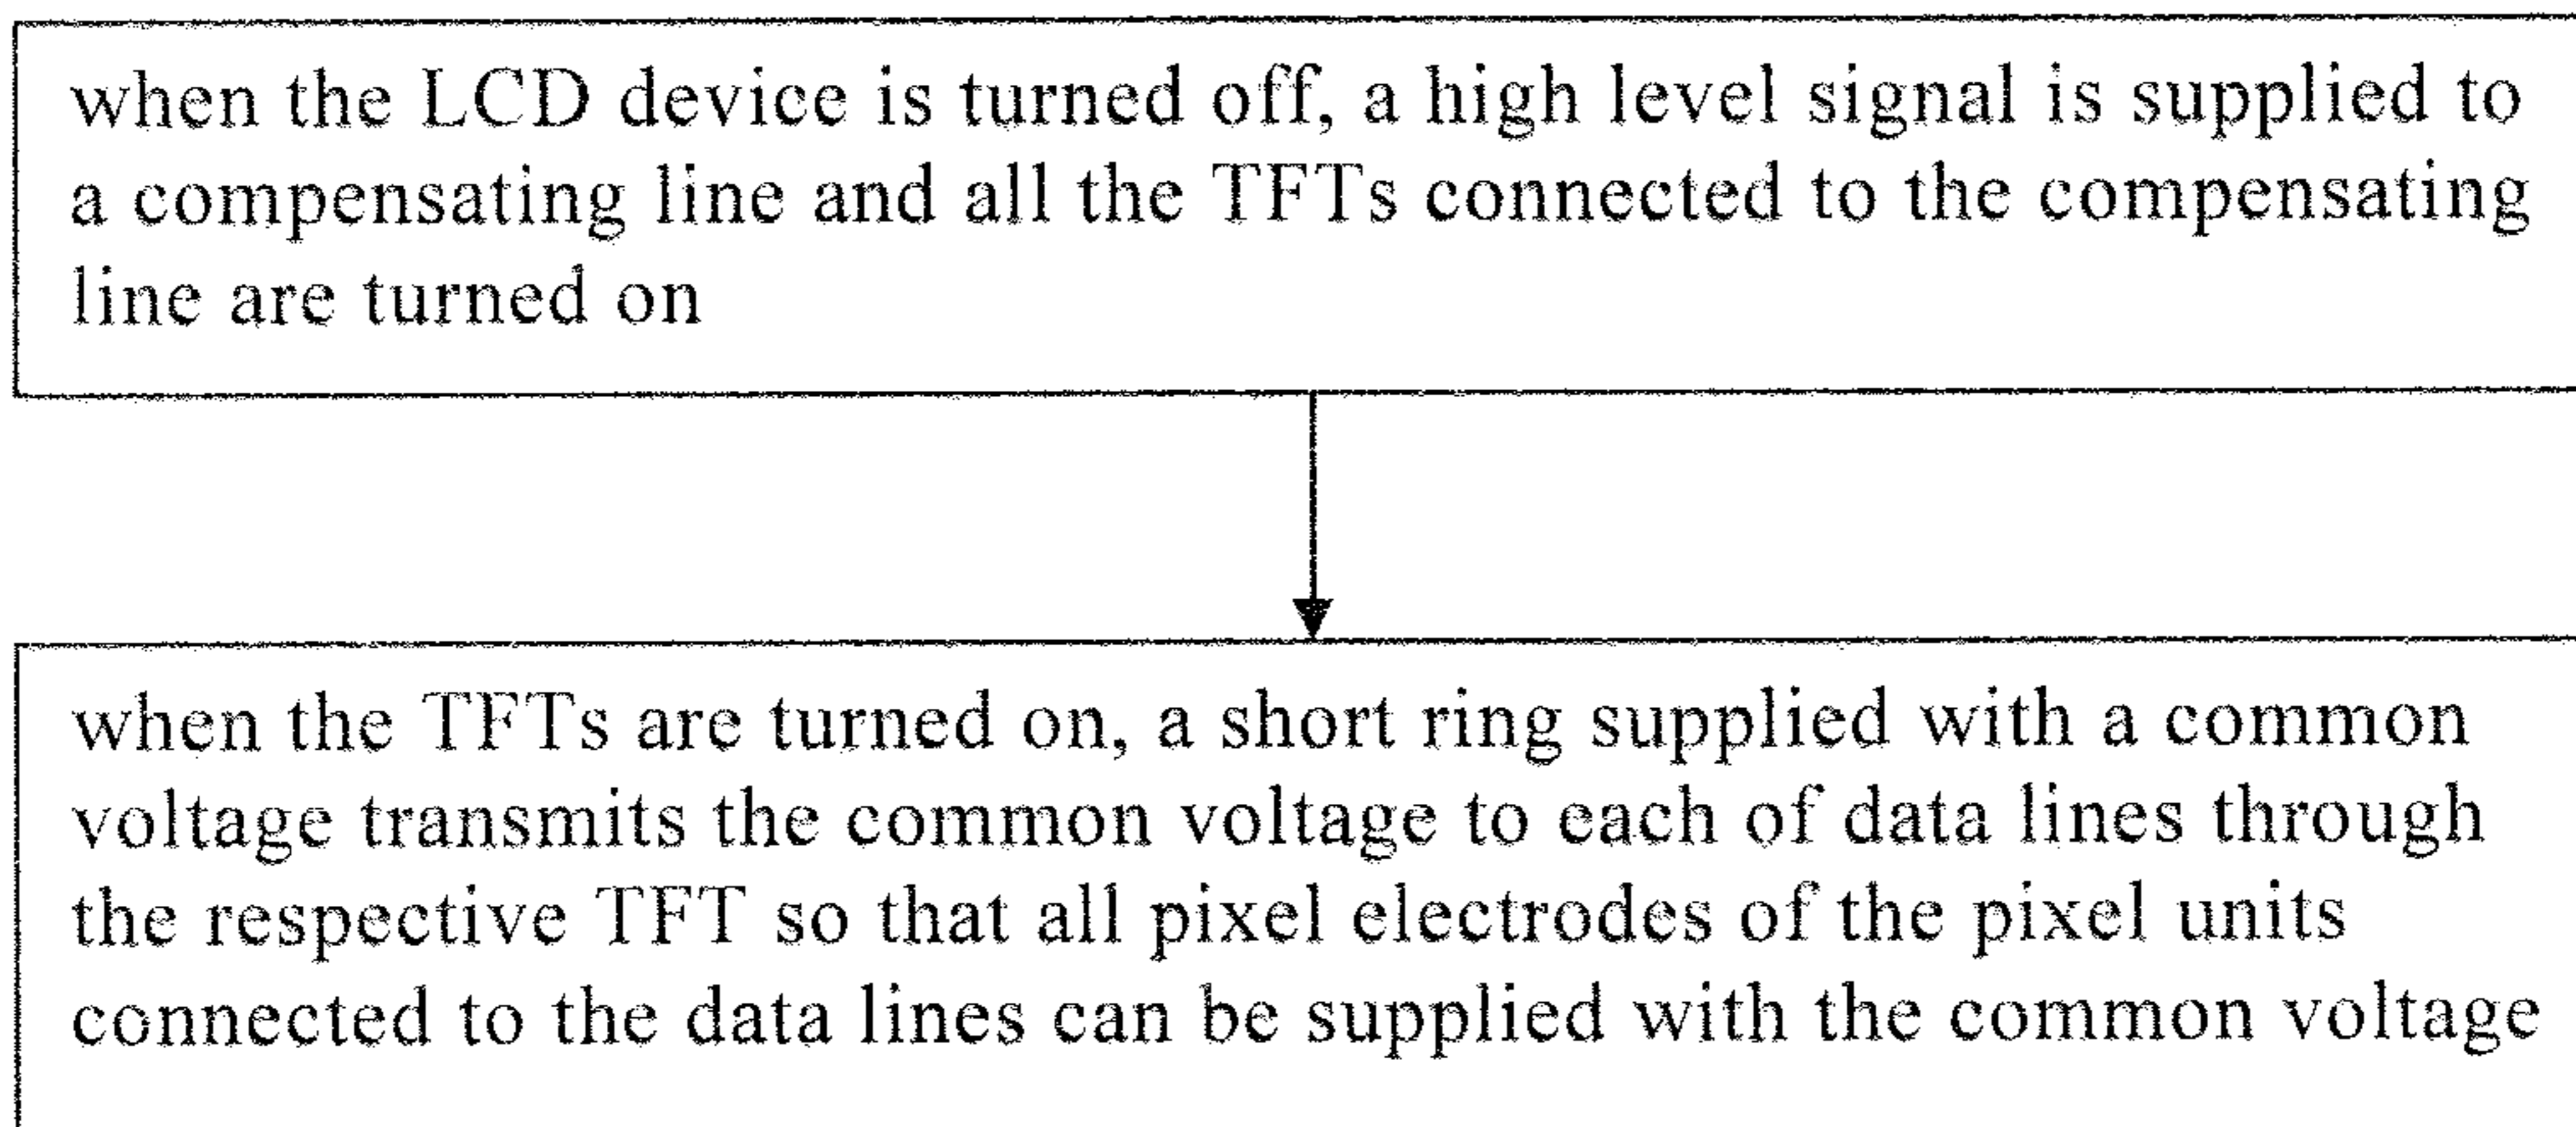 when the LCD device is turned off, a high level signal is supplied to
a compensating line and all the TFTs connected to the compensating
line are turned on
when the TFTs are turned on, a short ring supplied with a common
voltage transmits the common voltage to each of data lines through
the respective TFT so that all pixel electrodes of the pixel units
connected to the data lines can be supplied with the common voltage